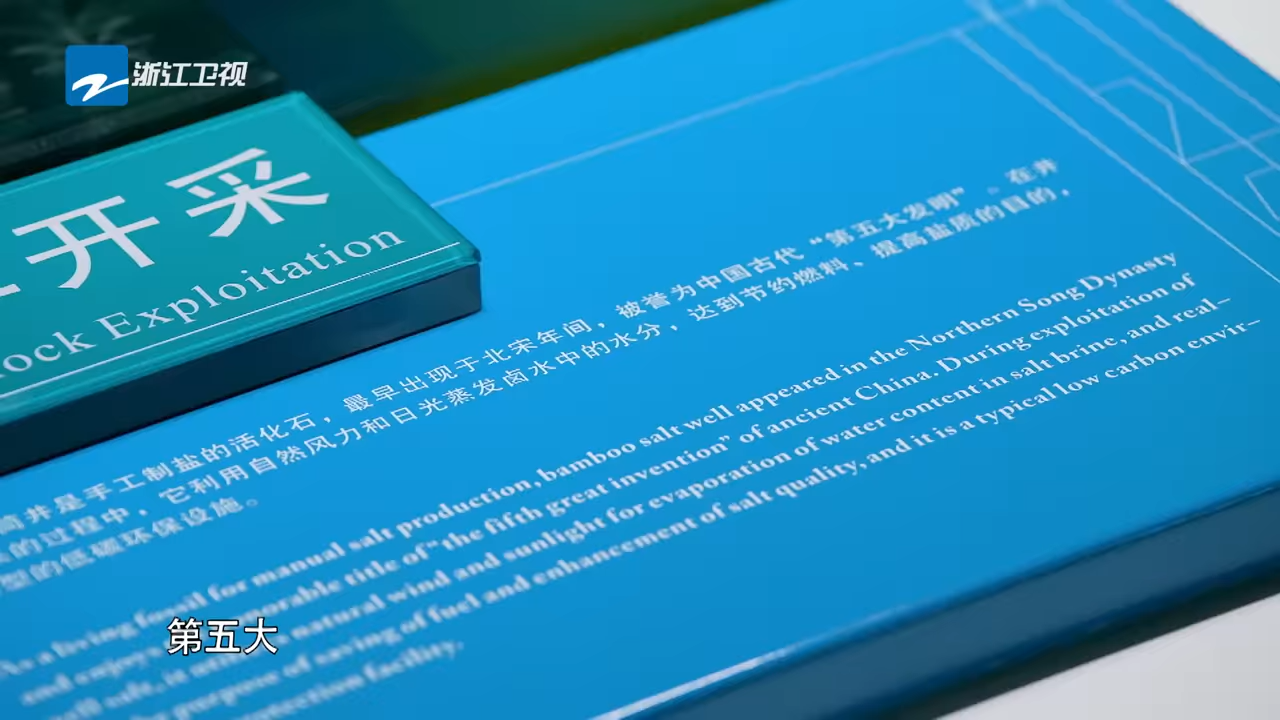 浙江卫视
开采
ock Exploitation
筒井是手工制盐的活化石，最早出现于北宋年间，被誉为中国古代“第五大发明”。在井
的过程中，它利用自然风力和日光蒸发卤水中的水分，达到节约燃料、提高盐质的目的，
型的低碳环保设施。
As a living fossil for manual salt production, bamboo salt well appeared in the Northern Song Dynasty
and enjoys honorable title of “the fifth great invention” of ancient China. During exploitation of
well salt, it natural wind and sunlight for evaporation of water content in salt brine, and real-
purpose of saving of fuel and enhancement of salt quality, and it is a typical low carbon envir-
facility.
第五大